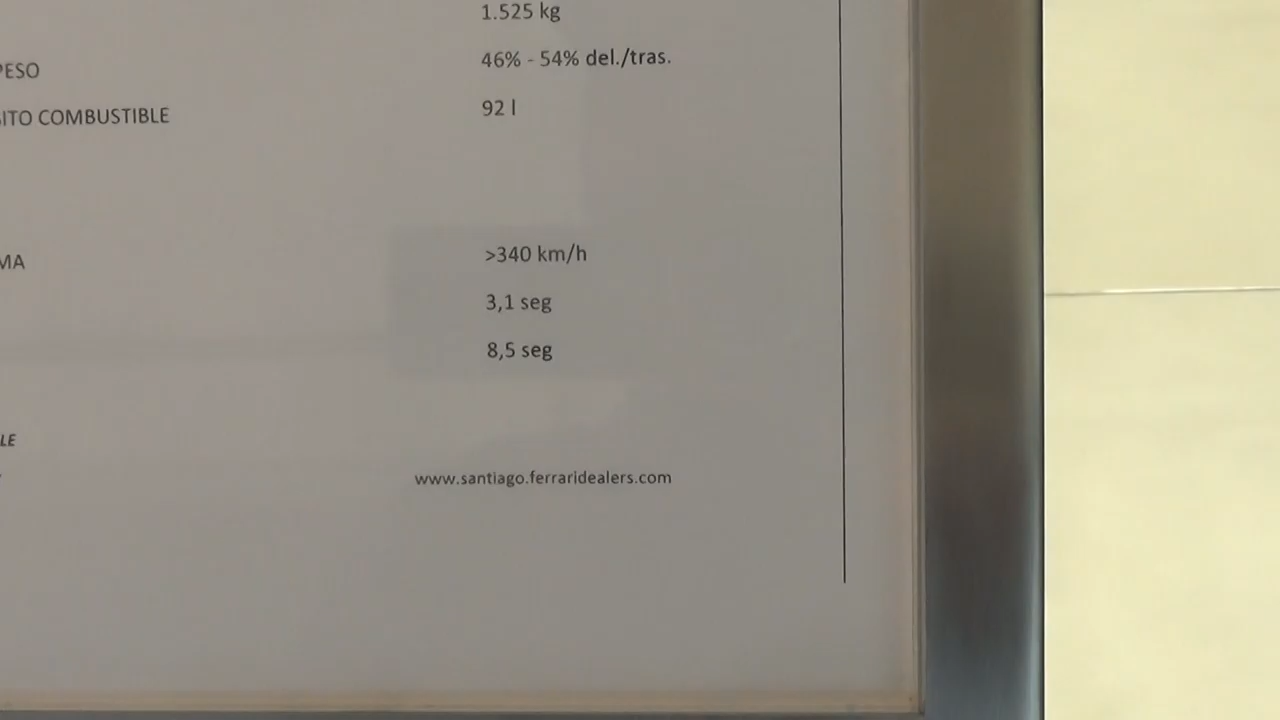 1.525 kg
PESO 46% - 54% del./tras.
SITO COMBUSTIBLE 92 l
MA >340 km/h
3,1 seg
8,5 seg
LE
www.santiago.ferraridealers.com